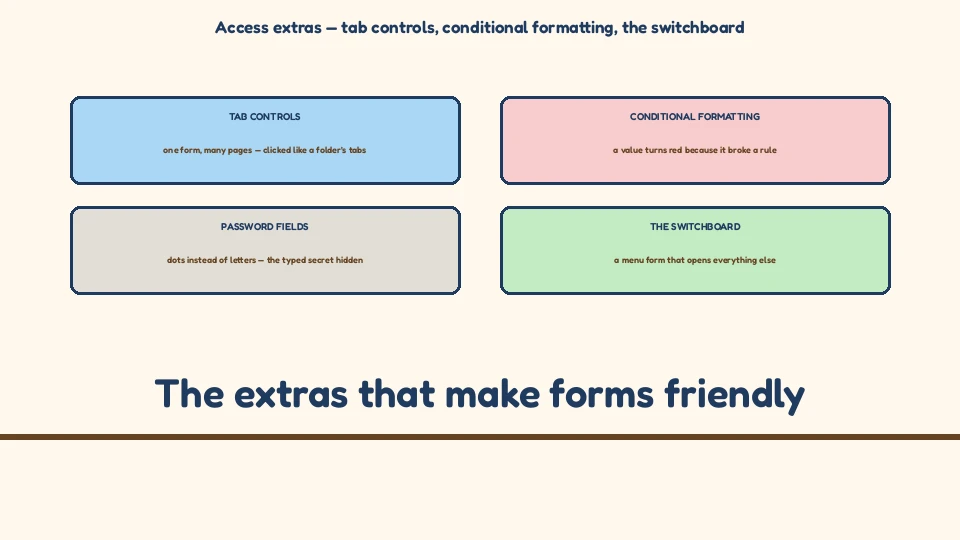 Access extras — tab controls, conditional formatting, the switchboard
TAB CONTROLS
one form, many pages — clicked like a folder's tabs
CONDITIONAL FORMATTING
a value turns red because it broke a rule
PASSWORD FIELDS
dots instead of letters — the typed secret hidden
THE SWITCHBOARD
a menu form that opens everything else
The extras that make forms friendly